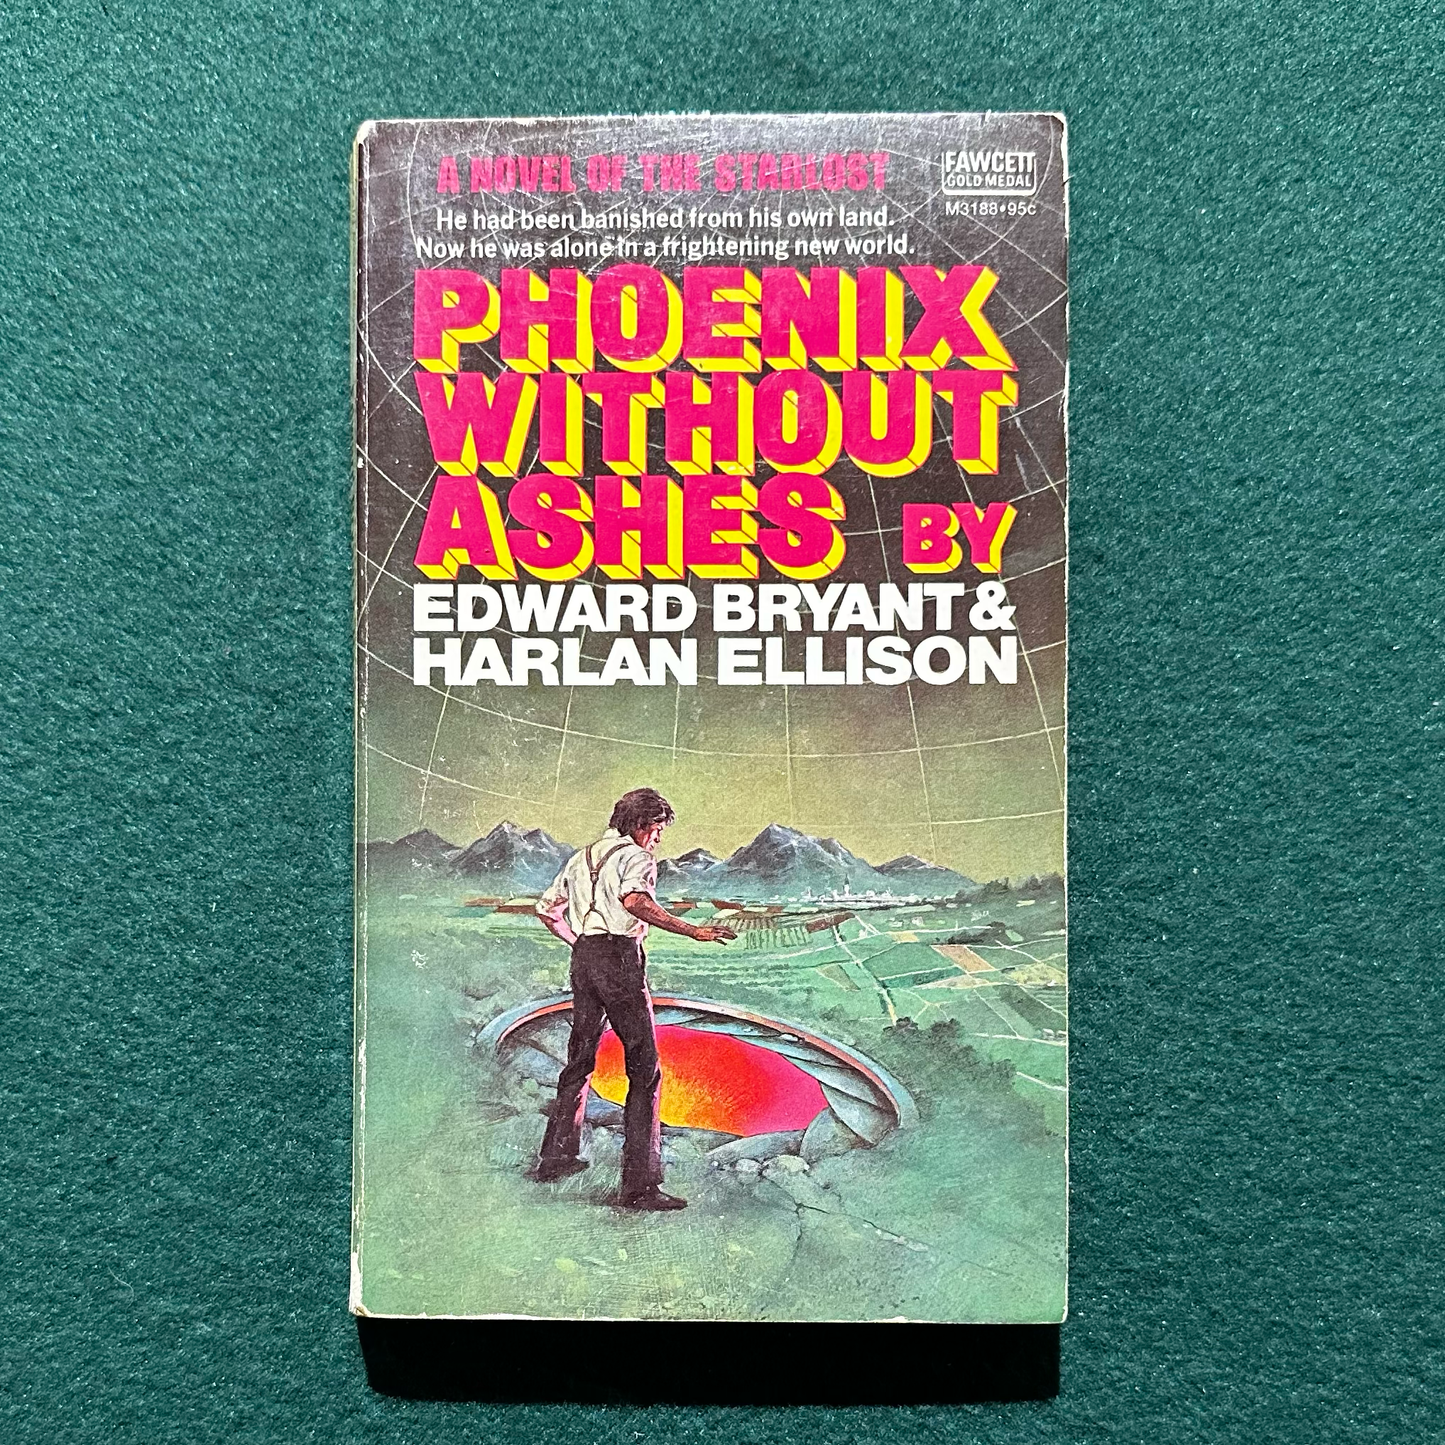 A NOVEL OF THE STARLOST
FAWCETT
GOLD MEDAL
M3188•95c
He had been banished from his own land.
Now he was alone in a frightening new world.
PHOENIX
WITHOUT
ASHES BY
EDWARD BRYANT &
HARLAN ELLISON